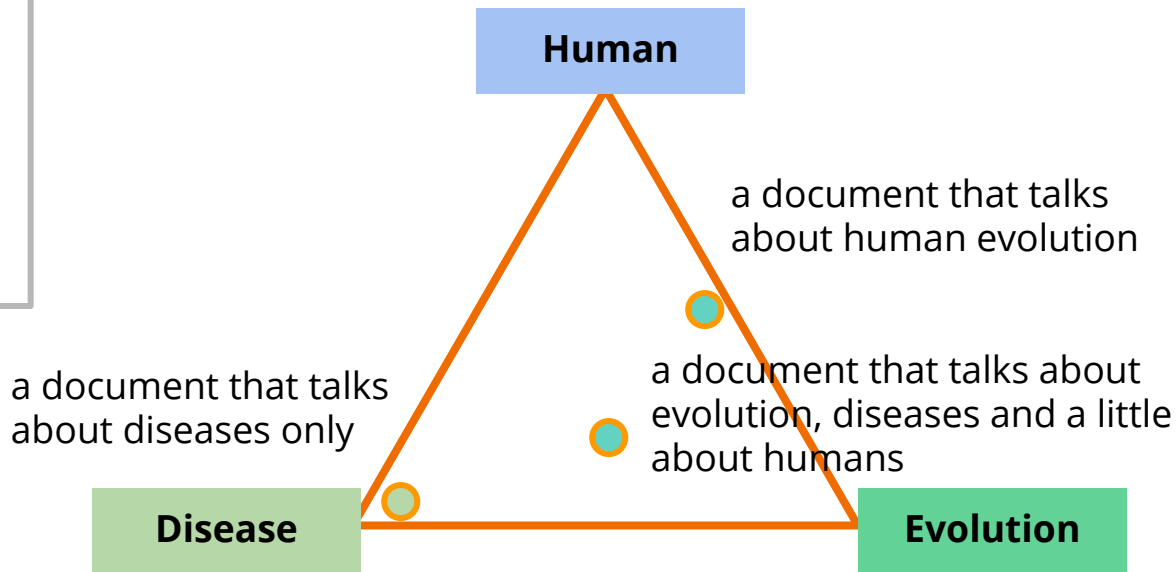 Human
a document that talks
about human evolution
a document that talks about
evolution, diseases and a little
about humans
a document that talks
about diseases only
Disease
Evolution